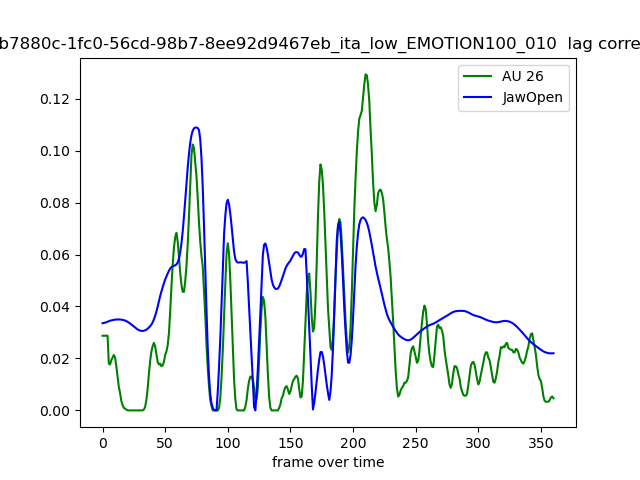 b7880c-1fc0-56cd-98b7-8ee92d9467eb_ita_low_EMOTION100_010 lag corre
AU 26
JawOpen
0.12
0.10
0.08
0.06
0.04
0.02
0.00
0 50 100 150 200 250 300 350
frame over time